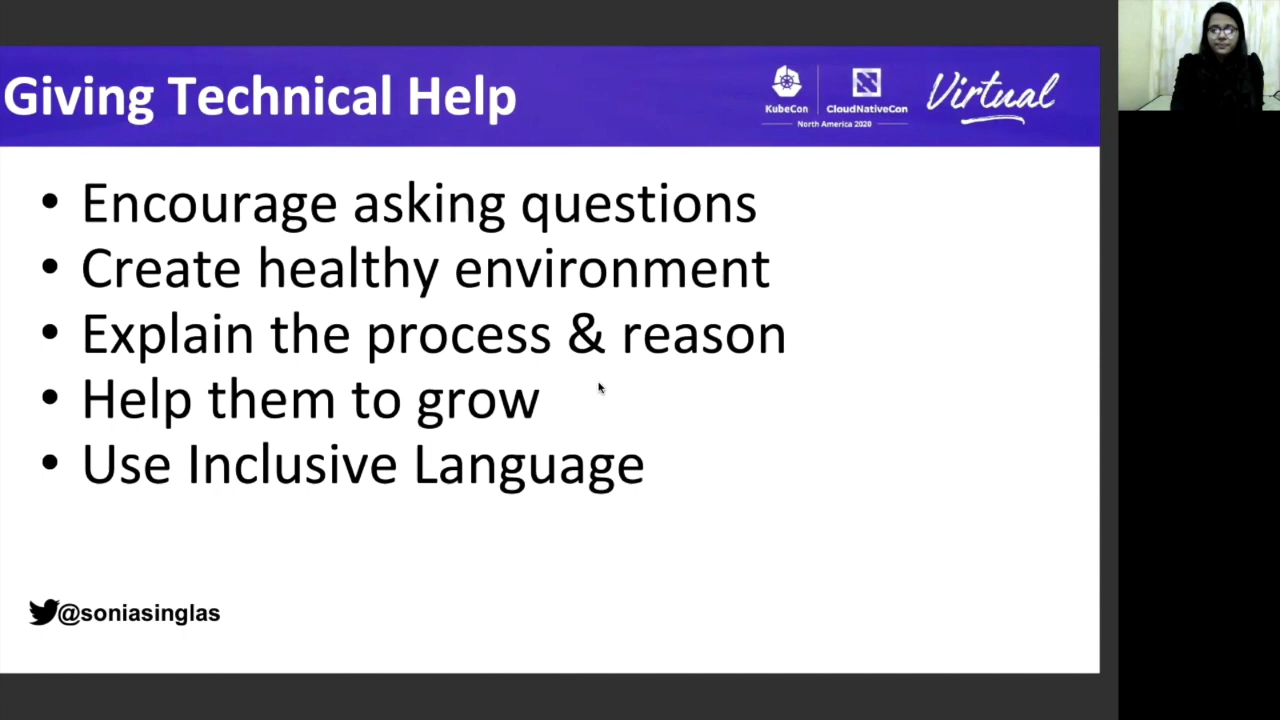 Giving Technical Help
KubeCon
CloudNativeCon
North America 2020
Virtual
• Encourage asking questions
• Create healthy environment
• Explain the process & reason
• Help them to grow
• Use Inclusive Language
@soniasinglas